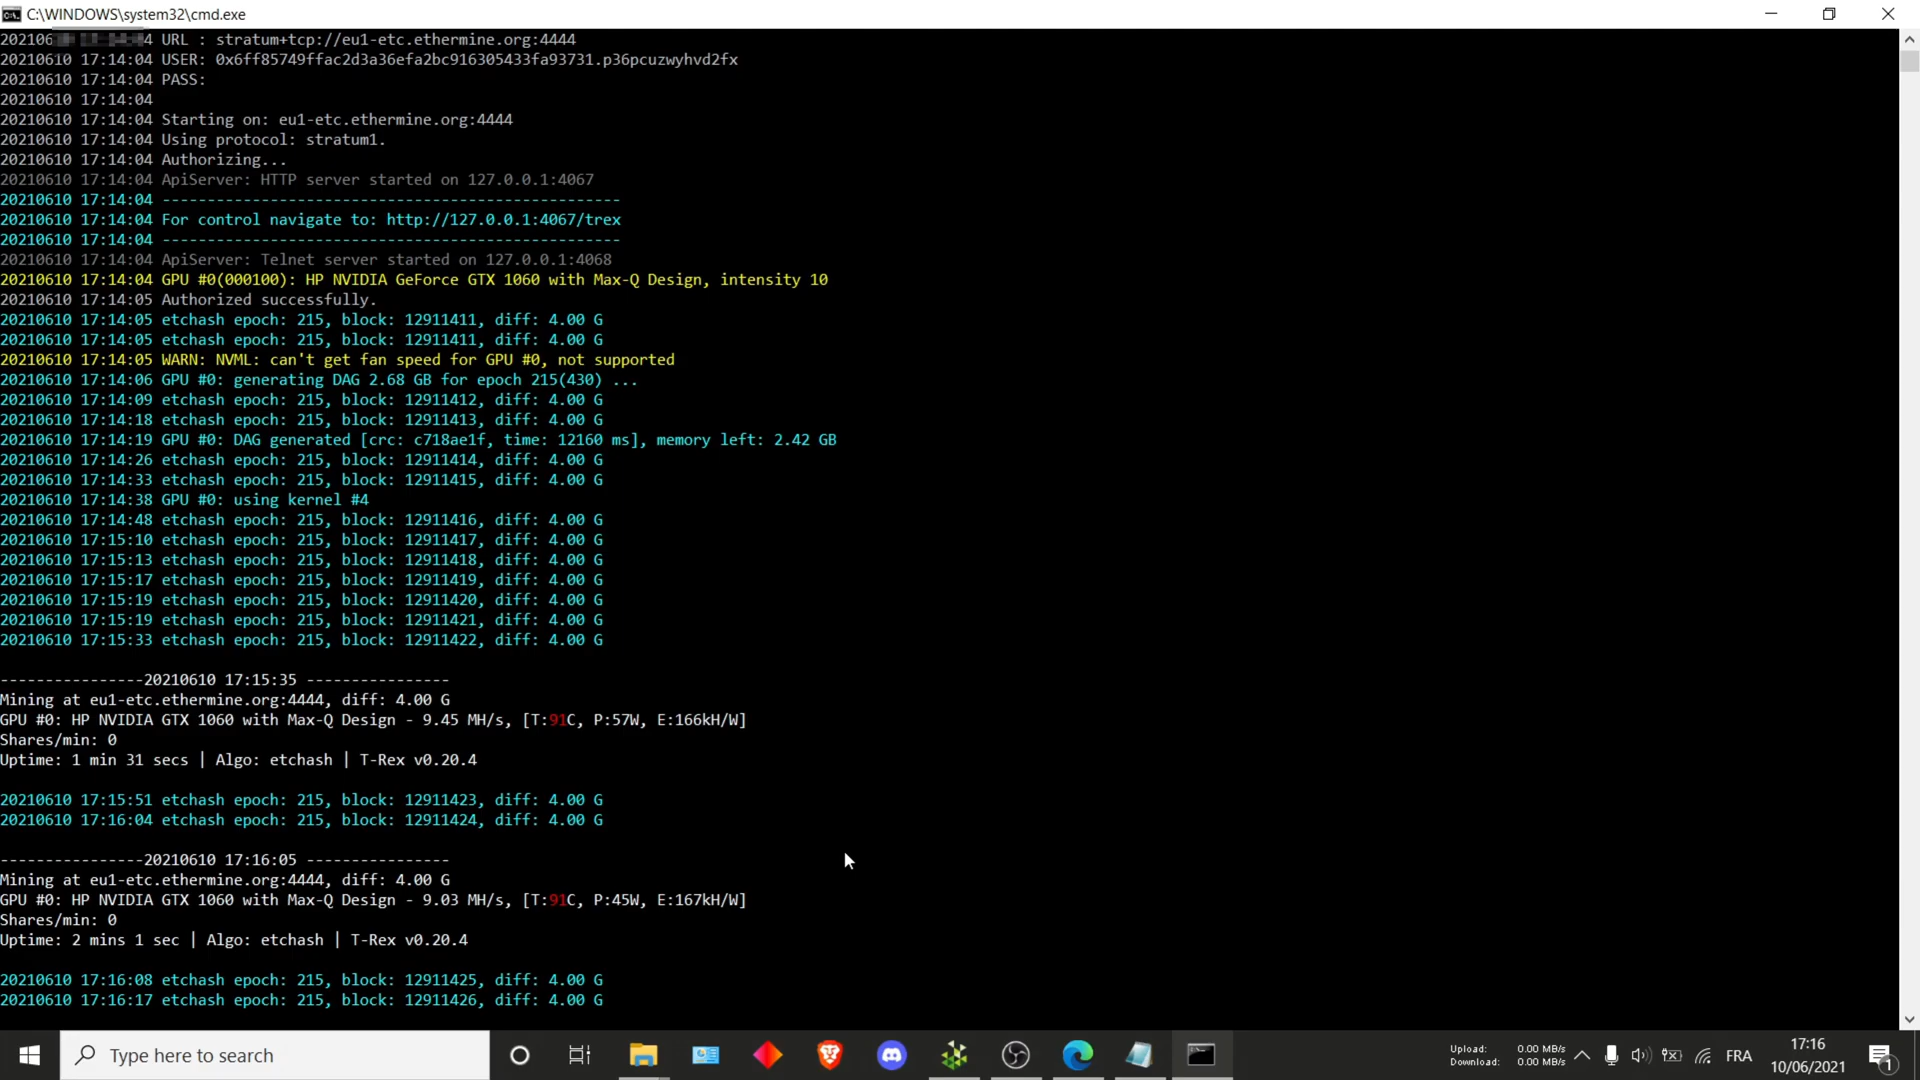 C:\WINDOWS\system32\cmd.exe
202106 4 URL : stratum+tcp://eu1-etc.ethermine.org:4444
20210610 17:14:04 USER: 0x6ff85749ffac2d3a36efa2bc916305433fa93731.p36pcuzwyhvd2fx
20210610 17:14:04 PASS:
20210610 17:14:04
20210610 17:14:04 Starting on: eu1-etc.ethermine.org:4444
20210610 17:14:04 Using protocol: stratum1.
20210610 17:14:04 Authorizing...
20210610 17:14:04 ApiServer: HTTP server started on 127.0.0.1:4067
20210610 17:14:04 ---------------------------------------------------
20210610 17:14:04 For control navigate to: http://127.0.0.1:4067/trex
20210610 17:14:04 ---------------------------------------------------
20210610 17:14:04 ApiServer: Telnet server started on 127.0.0.1:4068
20210610 17:14:04 GPU #0(000100): HP NVIDIA GeForce GTX 1060 with Max-Q Design, intensity 10
20210610 17:14:05 Authorized successfully.
20210610 17:14:05 etchash epoch: 215, block: 12911411, diff: 4.00 G
20210610 17:14:05 etchash epoch: 215, block: 12911411, diff: 4.00 G
20210610 17:14:05 WARN: NVML: can't get fan speed for GPU #0, not supported
20210610 17:14:06 GPU #0: generating DAG 2.68 GB for epoch 215(430) ...
20210610 17:14:09 etchash epoch: 215, block: 12911412, diff: 4.00 G
20210610 17:14:18 etchash epoch: 215, block: 12911413, diff: 4.00 G
20210610 17:14:19 GPU #0: DAG generated [crc: c718ae1f, time: 12160 ms], memory left: 2.42 GB
20210610 17:14:26 etchash epoch: 215, block: 12911414, diff: 4.00 G
20210610 17:14:33 etchash epoch: 215, block: 12911415, diff: 4.00 G
20210610 17:14:38 GPU #0: using kernel #4
20210610 17:14:48 etchash epoch: 215, block: 12911416, diff: 4.00 G
20210610 17:15:10 etchash epoch: 215, block: 12911417, diff: 4.00 G
20210610 17:15:13 etchash epoch: 215, block: 12911418, diff: 4.00 G
20210610 17:15:17 etchash epoch: 215, block: 12911419, diff: 4.00 G
20210610 17:15:19 etchash epoch: 215, block: 12911420, diff: 4.00 G
20210610 17:15:19 etchash epoch: 215, block: 12911421, diff: 4.00 G
20210610 17:15:33 etchash epoch: 215, block: 12911422, diff: 4.00 G
----------------20210610 17:15:35 ----------------
Mining at eu1-etc.ethermine.org:4444, diff: 4.00 G
GPU #0: HP NVIDIA GTX 1060 with Max-Q Design - 9.45 MH/s, [T:91C, P:57W, E:166kH/W]
Shares/min: 0
Uptime: 1 min 31 secs | Algo: etchash | T-Rex v0.20.4
20210610 17:15:51 etchash epoch: 215, block: 12911423, diff: 4.00 G
20210610 17:16:04 etchash epoch: 215, block: 12911424, diff: 4.00 G
----------------20210610 17:16:05 ----------------
Mining at eu1-etc.ethermine.org:4444, diff: 4.00 G
GPU #0: HP NVIDIA GTX 1060 with Max-Q Design - 9.03 MH/s, [T:91C, P:45W, E:167kH/W]
Shares/min: 0
Uptime: 2 mins 1 sec | Algo: etchash | T-Rex v0.20.4
20210610 17:16:08 etchash epoch: 215, block: 12911425, diff: 4.00 G
20210610 17:16:17 etchash epoch: 215, block: 12911426, diff: 4.00 G
Type here to search
Upload: 0.00 MB/s
Download: 0.00 MB/s
FRA
17:16
10/06/2021
1